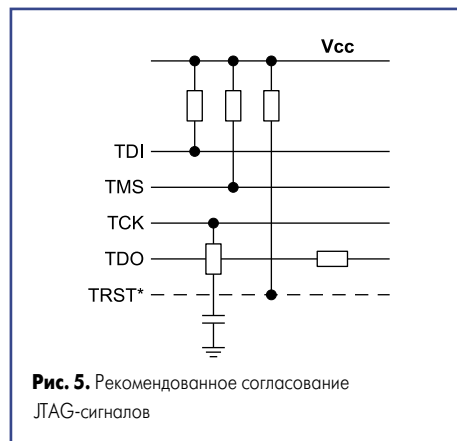 Vcc
TDI
TMS
TCK
TDO
TRST*
Рис. 5. Рекомендованное согласование
JTAG-сигналов